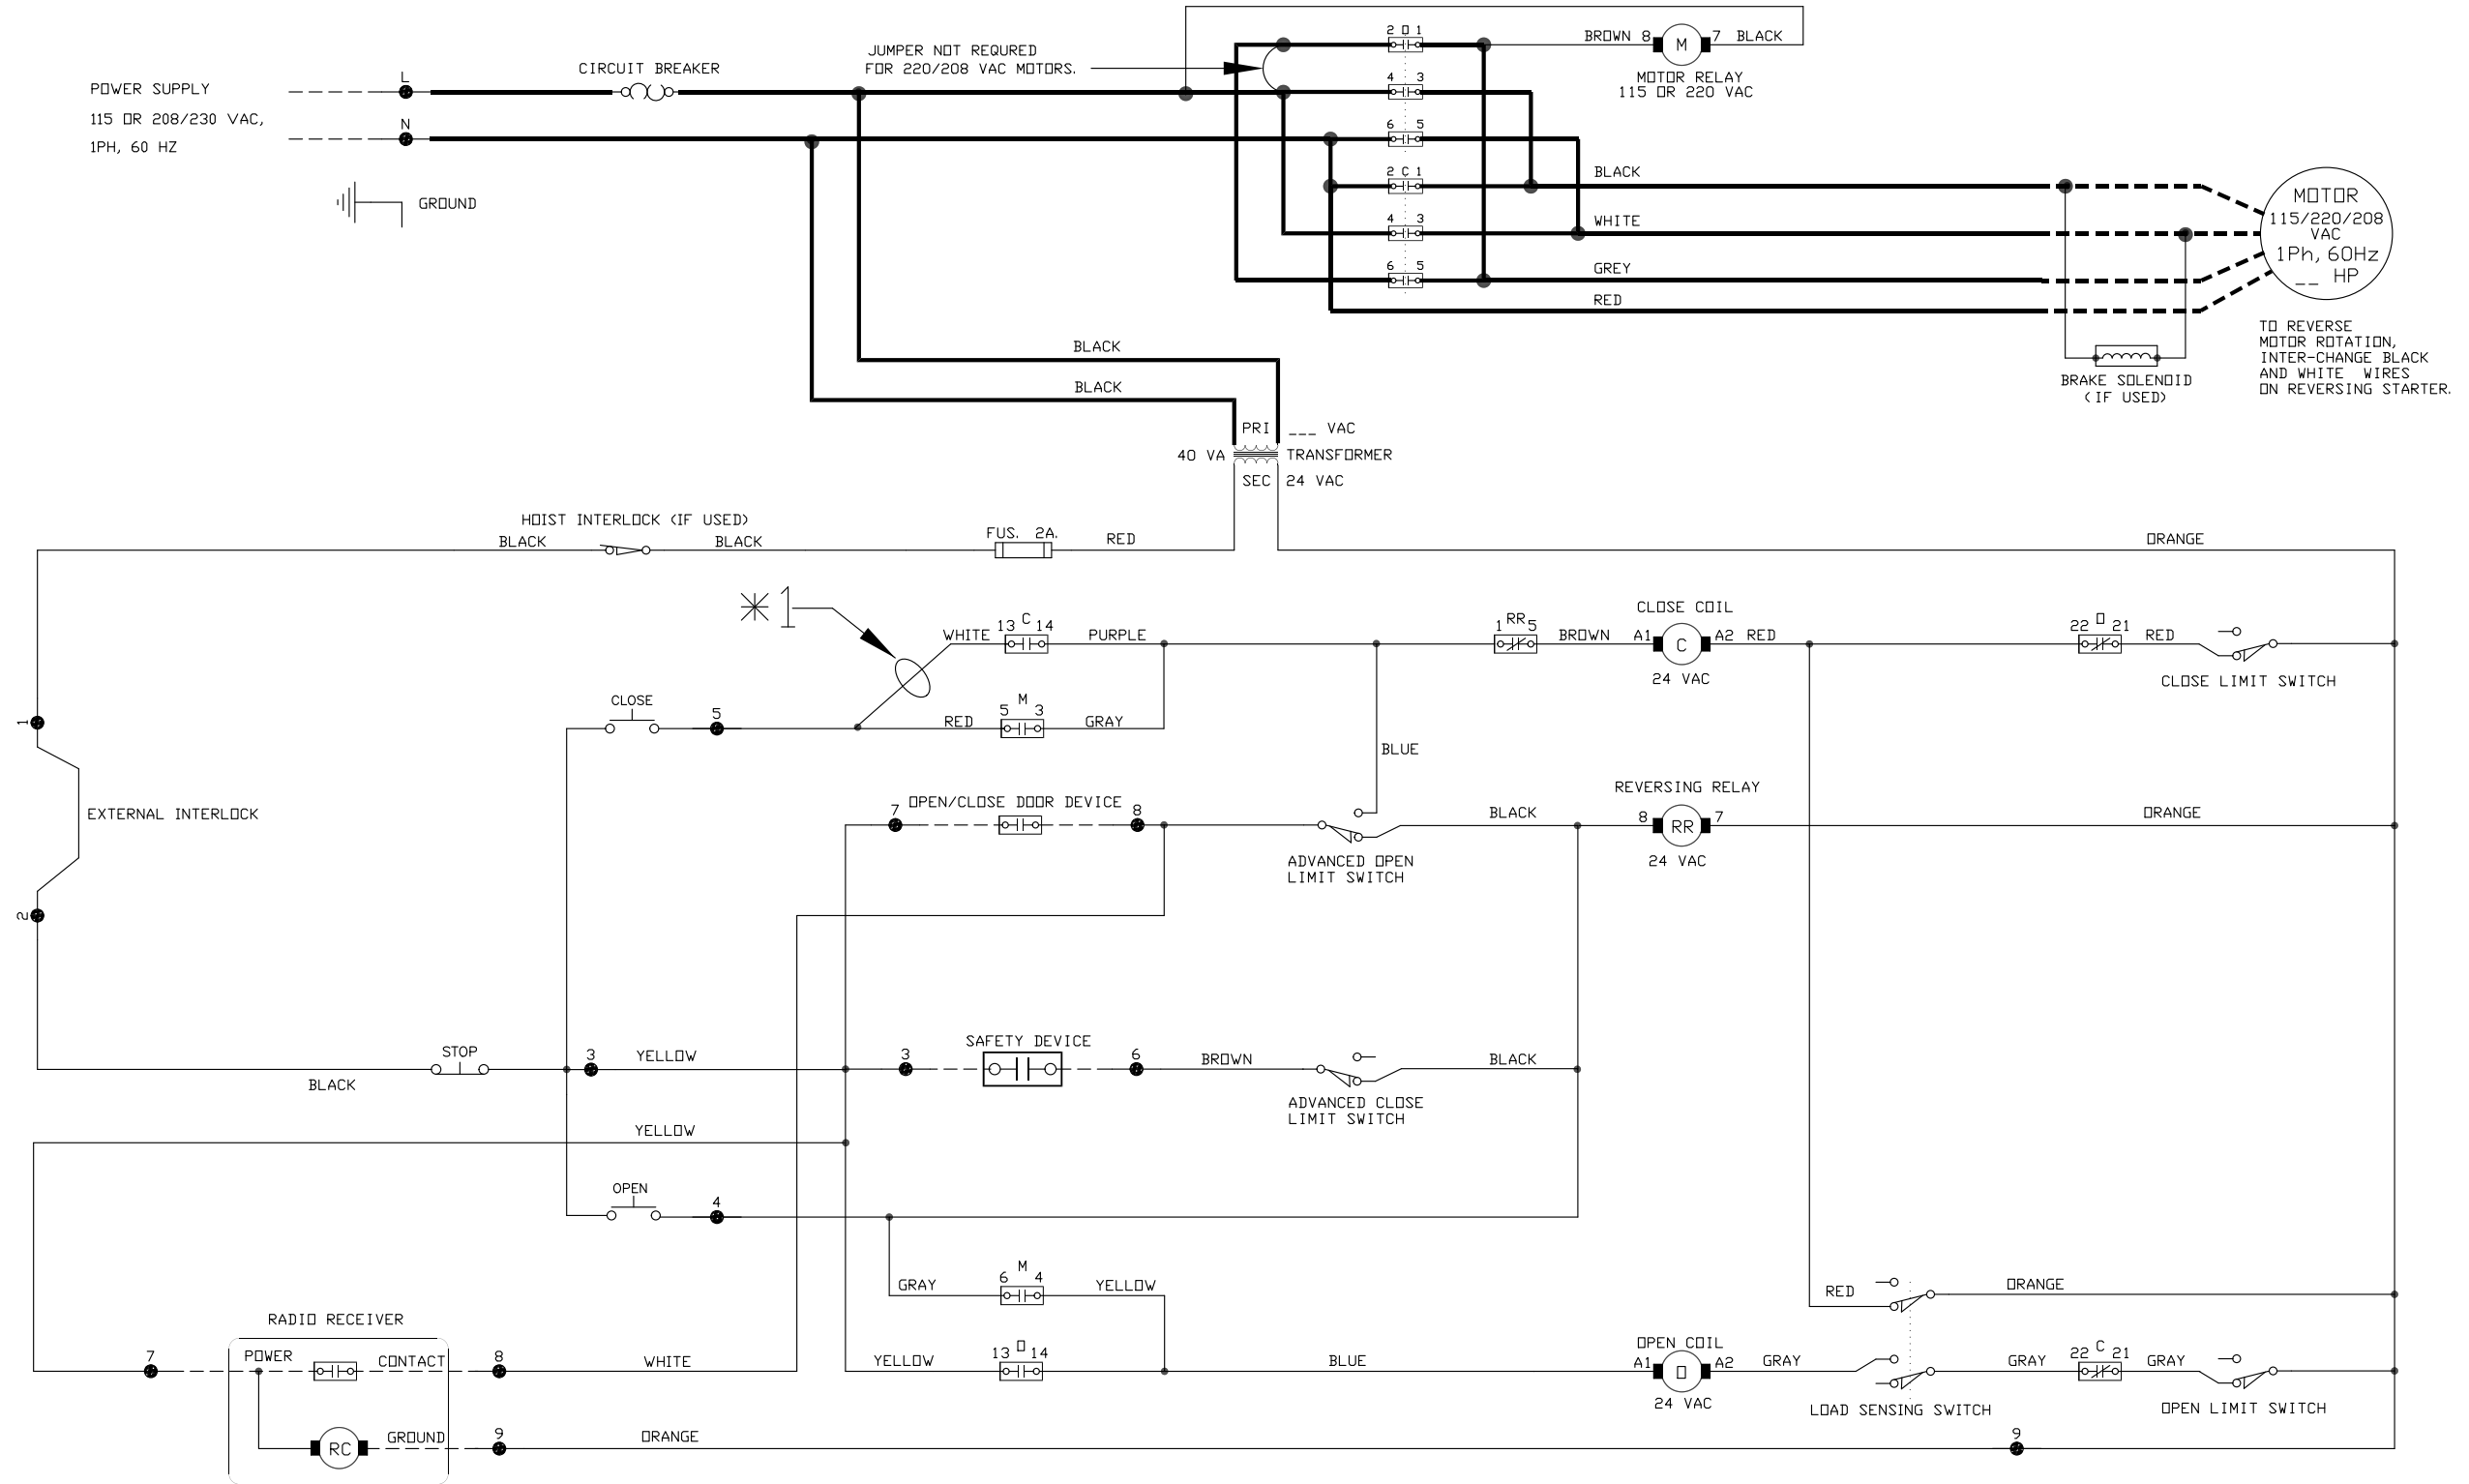 2 O 1
BROWN 8 M 7 BLACK
JUMPER NOT REQURED
FOR 220/208 VAC MOTORS.
CIRCUIT BREAKER
L
4 3
MOTOR RELAY
115 OR 220 VAC
POWER SUPPLY
115 OR 208/230 VAC,
1PH, 60 HZ
N
6 5
2 C 1
BLACK
GROUND
4 3
WHITE
6 5
GREY
RED
MOTOR
115/220/208
VAC
1Ph, 60Hz
__ HP
TO REVERSE
MOTOR ROTATION,
INTER-CHANGE BLACK
AND WHITE WIRES
ON REVERSING STARTER.
BRAKE SOLENOID
(IF USED)
BLACK
BLACK
PRI ___ VAC
40 VA TRANSFORMER
SEC 24 VAC
HOIST INTERLOCK (IF USED)
BLACK BLACK
FUS. 2A.
RED
ORANGE
*1
WHITE 13 C 14 PURPLE
1 RR 5 BROWN
CLOSE COIL
A1 C A2 RED
24 VAC
22 O 21 RED
CLOSE LIMIT SWITCH
CLOSE
5
RED 5 M 3 GRAY
BLUE
1
EXTERNAL INTERLOCK
2
7 OPEN/CLOSE DOOR DEVICE 8
BLACK
REVERSING RELAY
8 RR 7
24 VAC
ORANGE
ADVANCED OPEN
LIMIT SWITCH
STOP
BLACK
3 YELLOW
SAFETY DEVICE
3 6
BROWN
BLACK
ADVANCED CLOSE
LIMIT SWITCH
YELLOW
OPEN
4
GRAY 6 M 4 YELLOW
RED
ORANGE
RADIO RECEIVER
7 POWER CONTACT 8
WHITE
YELLOW 13 O 14
BLUE
OPEN COIL
A1 O A2 GRAY
24 VAC
GRAY 22 C 21 GRAY
LOAD SENSING SWITCH
OPEN LIMIT SWITCH
RC GROUND 9
ORANGE
9